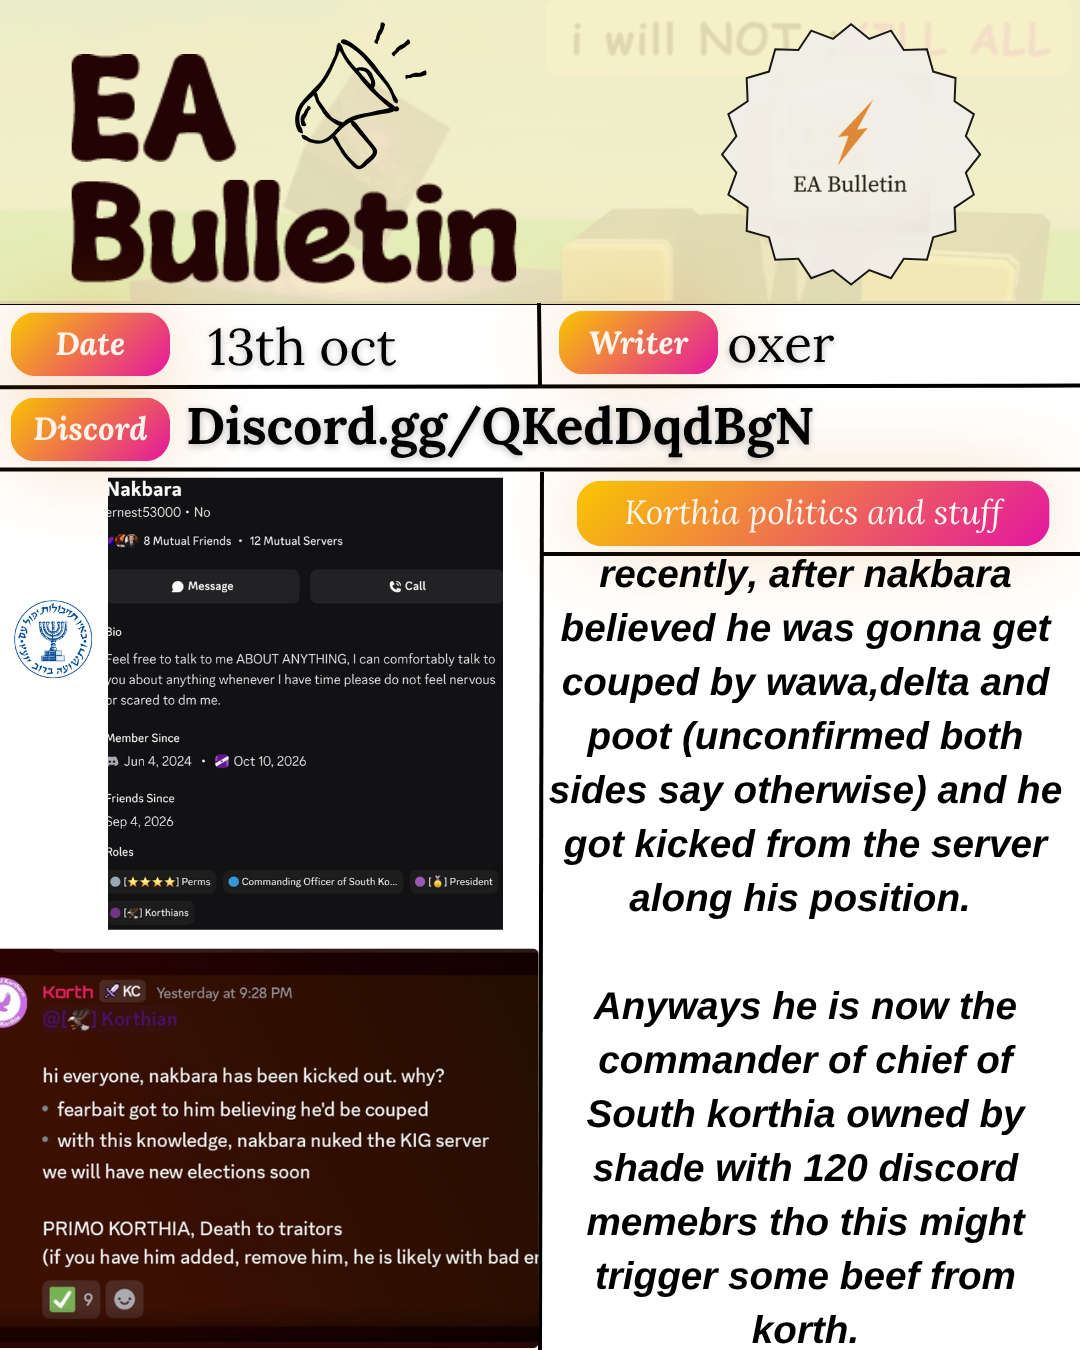 i will NOT
ALL
EA
Bulletin
EA Bulletin
Date
13th oct
Writer
oxer
Discord
Discord.gg/QKedDqdBgN
Nakbara
ernest53000 • No
8 Mutual Friends • 12 Mutual Servers
Message
Call
Bio
Feel free to talk to me ABOUT ANYTHING, I can comfortably talk to
you about anything whenever I have time please do not feel nervous
or scared to dm me.
Member Since
Jun 4, 2024 • Oct 10, 2026
Friends Since
Sep 4, 2026
Roles
[⭐⭐⭐⭐] Perms
Commanding Officer of South Ko...
[🏅] President
[🦅] Korthians
Korth KC Yesterday at 9:28 PM
@[🦅] Korthian
hi everyone, nakbara has been kicked out. why?
• fearbait got to him believing he'd be couped
• with this knowledge, nakbara nuked the KIG server
we will have new elections soon
PRIMO KORTHIA, Death to traitors
(if you have him added, remove him, he is likely with bad
9
Korthia politics and stuff
recently, after nakbara
believed he was gonna get
couped by wawa,delta and
poot (unconfirmed both
sides say otherwise) and he
got kicked from the server
along his position.
Anyways he is now the
commander of chief of
South korthia owned by
shade with 120 discord
memebrs tho this might
trigger some beef from
korth.